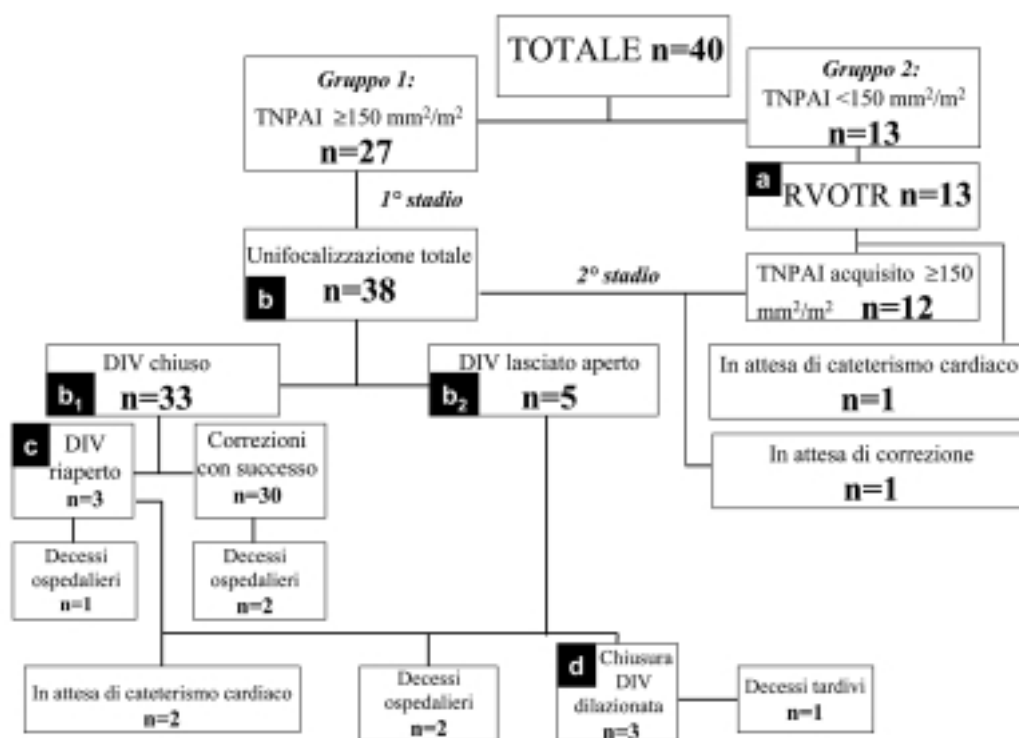 TOTALE n=40
Gruppo 1:
TNPAI ≥150 mm²/m²
n=27
Gruppo 2:
TNPAI <150 mm²/m²
n=13
a
RVOTR n=13
1° stadio
Unifocalizzazione totale
b
n=38
2° stadio
TNPAI acquisito ≥150
mm²/m² n=12
DIV chiuso
b₁
n=33
DIV lasciato aperto
b₂
n=5
In attesa di cateterismo cardiaco
n=1
c
DIV
riaperto
n=3
Correzioni
con successo
n=30
In attesa di correzione
n=1
Decessi
ospedalieri
n=1
Decessi
ospedalieri
n=2
In attesa di cateterismo cardiaco
n=2
Decessi
ospedalieri
n=2
d
Chiusura
DIV
dilazionata
n=3
Decessi tardivi
n=1